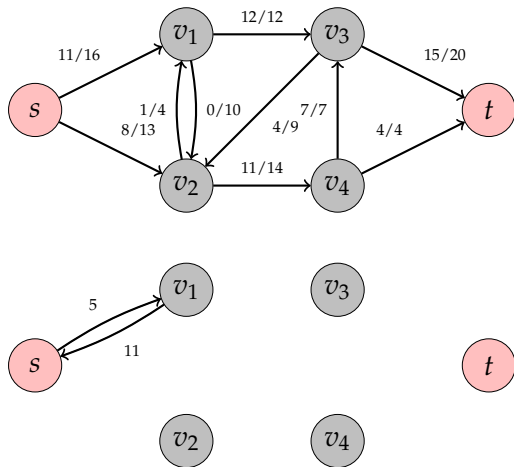 12/12
v1 v3
11/16 15/20
s 1/4 0/10 7/7 t
8/13 4/9 4/4
11/14
v2 v4
v1 v3
5
11
s t
v2 v4